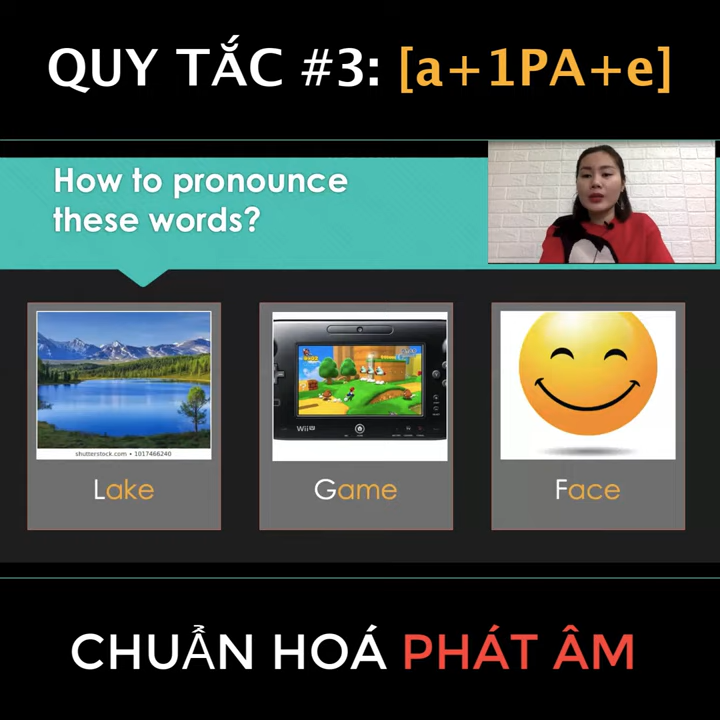 QUY TẮC #3: [a+1PA+e]
How to pronounce
these words?
shutterstock.com • 1017466240
Wii U
Lake
Game
Face
CHUẨN HOÁ PHÁT ÂM